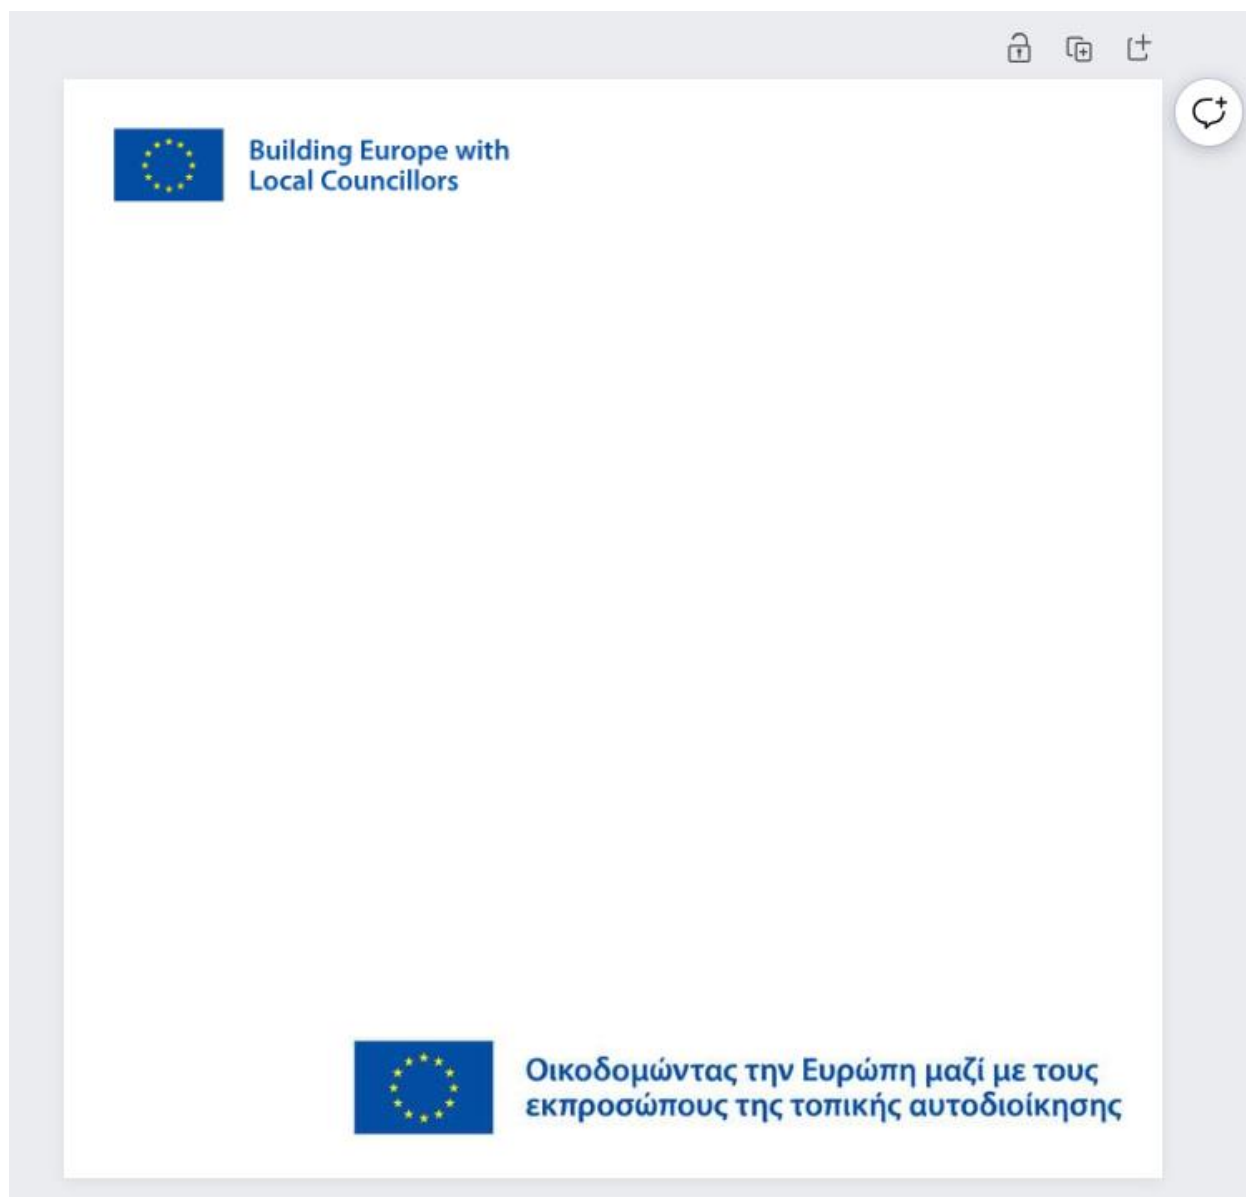 Building Europe with
Local Councillors
Οικοδομώντας την Ευρώπη μαζί με τους
εκπροσώπους της τοπικής αυτοδιοίκησης